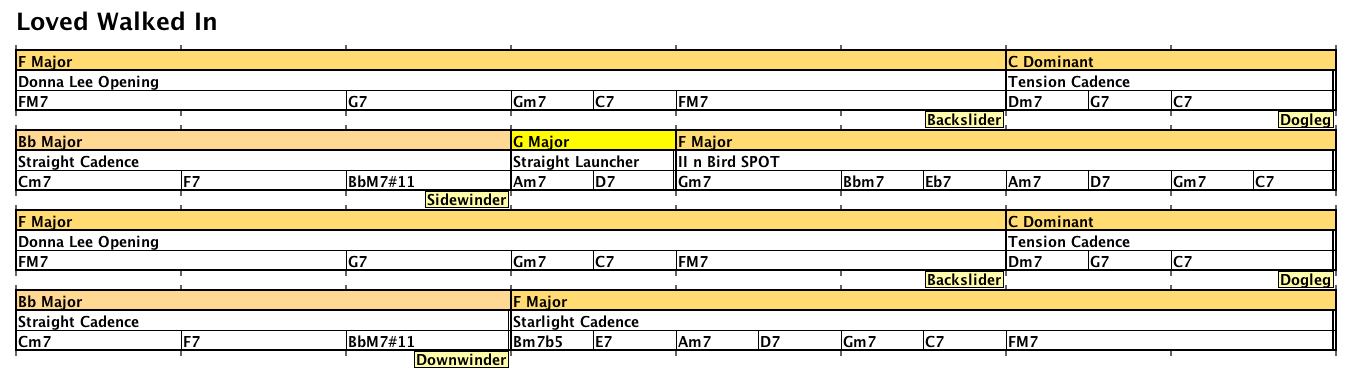 Loved Walked In
F Major C Dominant
Donna Lee Opening Tension Cadence
FM7 G7 Gm7 C7 FM7 Dm7 G7 C7
Backslider Dogleg
Bb Major G Major F Major
Straight Cadence Straight Launcher II n Bird SPOT
Cm7 F7 BbM7#11 Am7 D7 Gm7 Bbm7 Eb7 Am7 D7 Gm7 C7
Sidewinder
F Major C Dominant
Donna Lee Opening Tension Cadence
FM7 G7 Gm7 C7 FM7 Dm7 G7 C7
Backslider Dogleg
Bb Major F Major
Straight Cadence Starlight Cadence
Cm7 F7 BbM7#11 Bm7b5 E7 Am7 D7 Gm7 C7 FM7
Downwinder